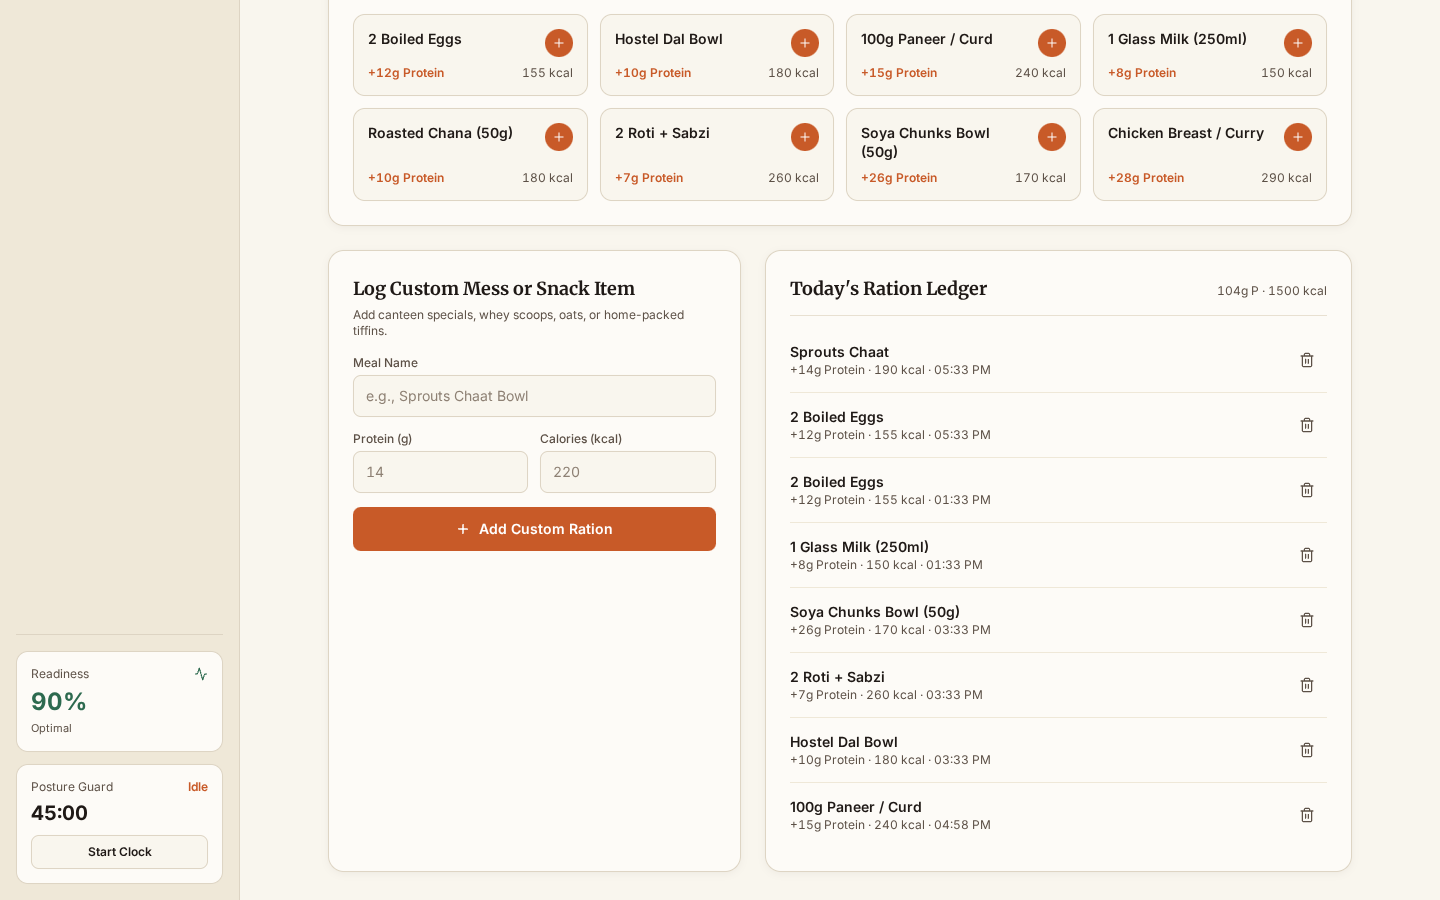 2 Boiled Eggs
+12g Protein 155 kcal
Hostel Dal Bowl
+10g Protein 180 kcal
100g Paneer / Curd
+15g Protein 240 kcal
1 Glass Milk (250ml)
+8g Protein 150 kcal
Roasted Chana (50g)
+10g Protein 180 kcal
2 Roti + Sabzi
+7g Protein 260 kcal
Soya Chunks Bowl
(50g)
+26g Protein 170 kcal
Chicken Breast / Curry
+28g Protein 290 kcal
Log Custom Mess or Snack Item
Add canteen specials, whey scoops, oats, or home-packed
tiffins.
Meal Name
e.g., Sprouts Chaat Bowl
Protein (g) Calories (kcal)
14 220
+ Add Custom Ration
Today's Ration Ledger 104g P · 1500 kcal
Sprouts Chaat
+14g Protein · 190 kcal · 05:33 PM
2 Boiled Eggs
+12g Protein · 155 kcal · 05:33 PM
2 Boiled Eggs
+12g Protein · 155 kcal · 01:33 PM
1 Glass Milk (250ml)
+8g Protein · 150 kcal · 01:33 PM
Soya Chunks Bowl (50g)
+26g Protein · 170 kcal · 03:33 PM
2 Roti + Sabzi
+7g Protein · 260 kcal · 03:33 PM
Hostel Dal Bowl
+10g Protein · 180 kcal · 03:33 PM
100g Paneer / Curd
+15g Protein · 240 kcal · 04:58 PM
Readiness
90%
Optimal
Posture Guard Idle
45:00
Start Clock